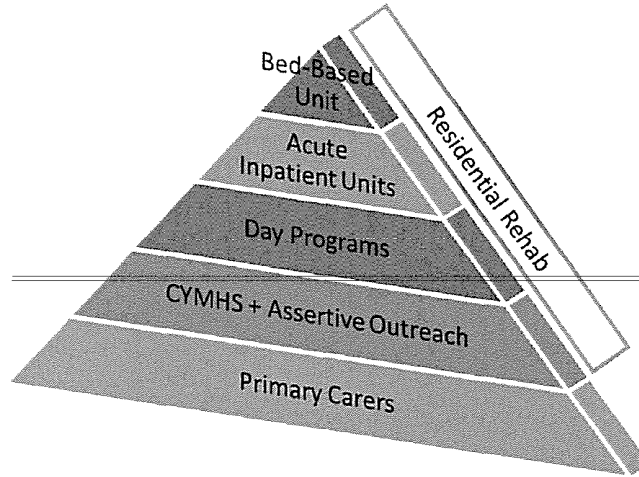 Bed-Based
Unit
Acute
Inpatient Units
Day Programs
CYMHS + Assertive Outreach
Primary Carers
Residential Rehab